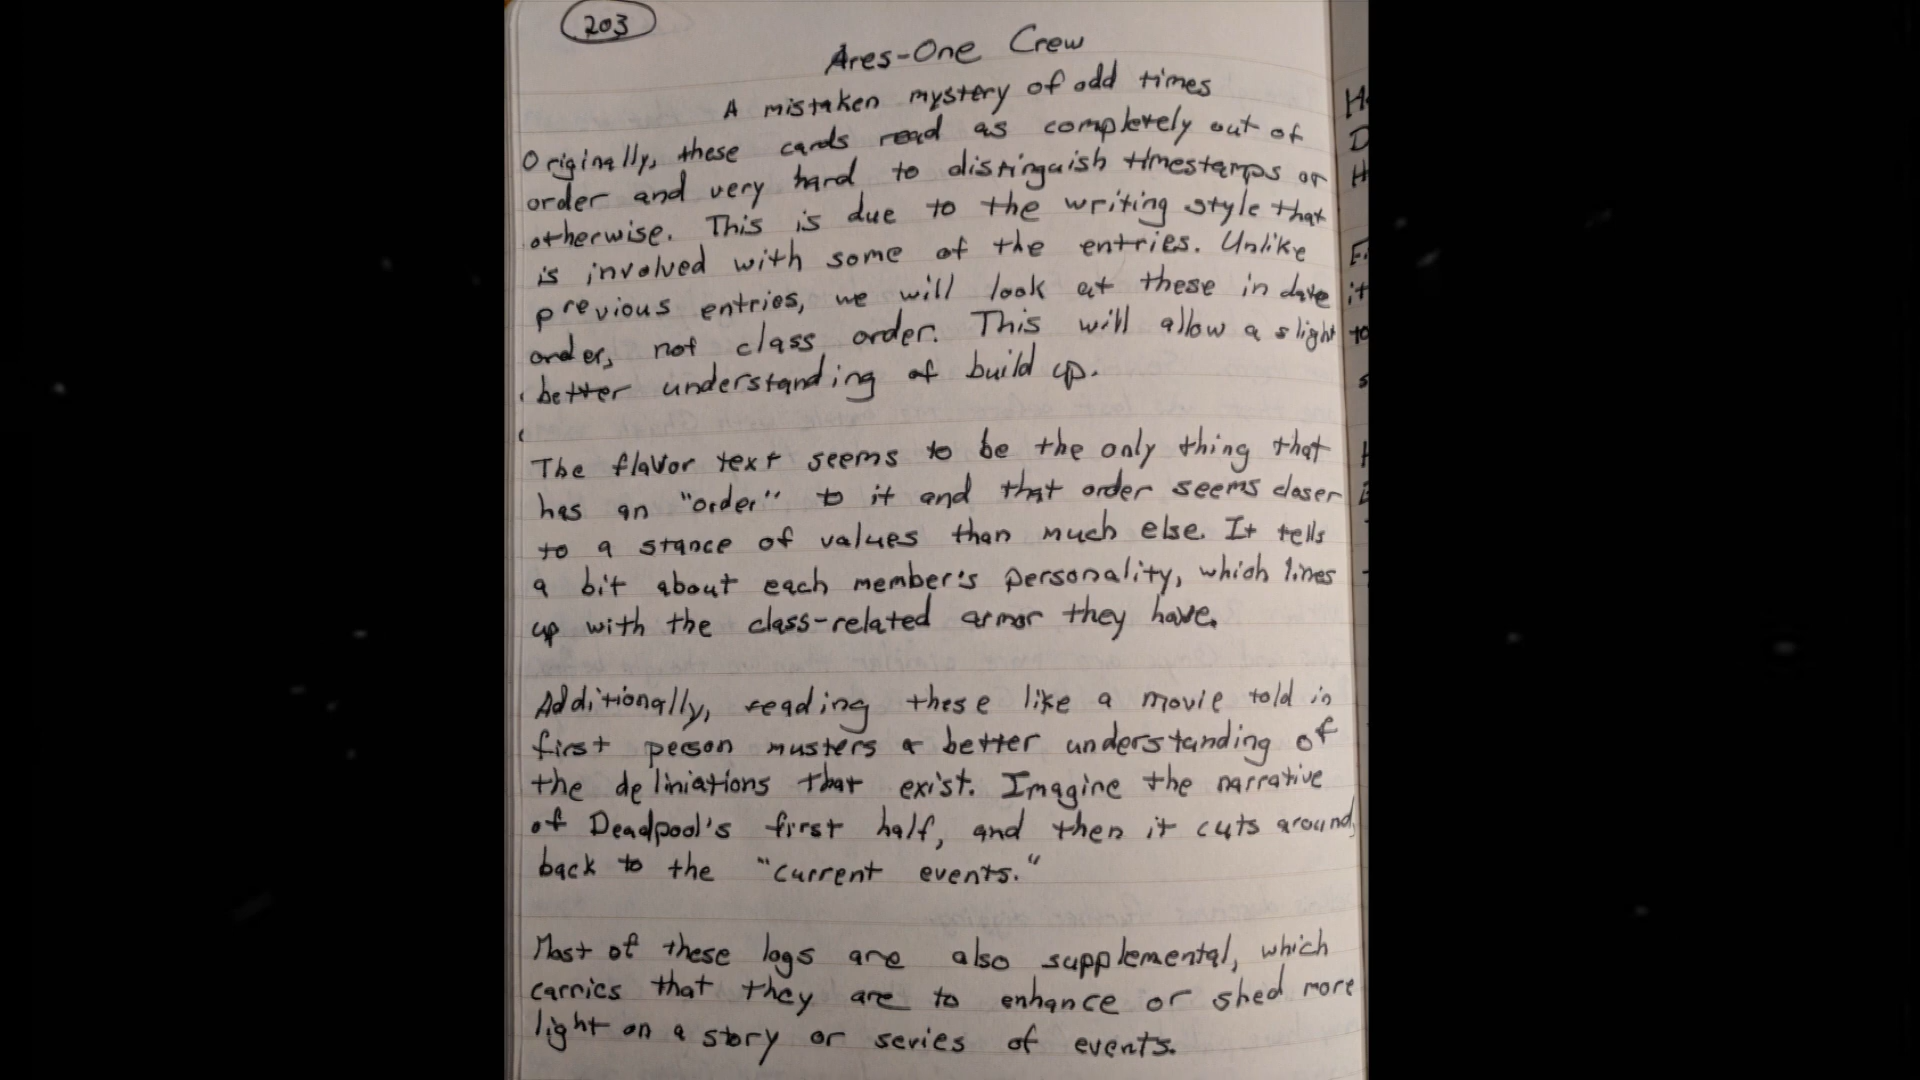 203
Ares-One Crew
A mistaken mystery of odd times
Originally, these cards read as completely out of
order and very hard to distinguish timestamps or
otherwise. This is due to the writing style that
is involved with some of the entries. Unlike
previous entries, we will look at these in date
order, not class order. This will allow a slight
better understanding of build up.
The flavor text seems to be the only thing that
has an "order" to it and that order seems closer
to a stance of values than much else. It tells
a bit about each member's personality, which lines
up with the class-related armor they have.
Additionally, reading these like a movie told in
first person musters a better understanding of
the deliniations that exist. Imagine the narrative
of Deadpool's first half, and then it cuts around
back to the "current events."
Most of these logs are also supplemental, which
carries that they are to enhance or shed more
light on a story or series of events.